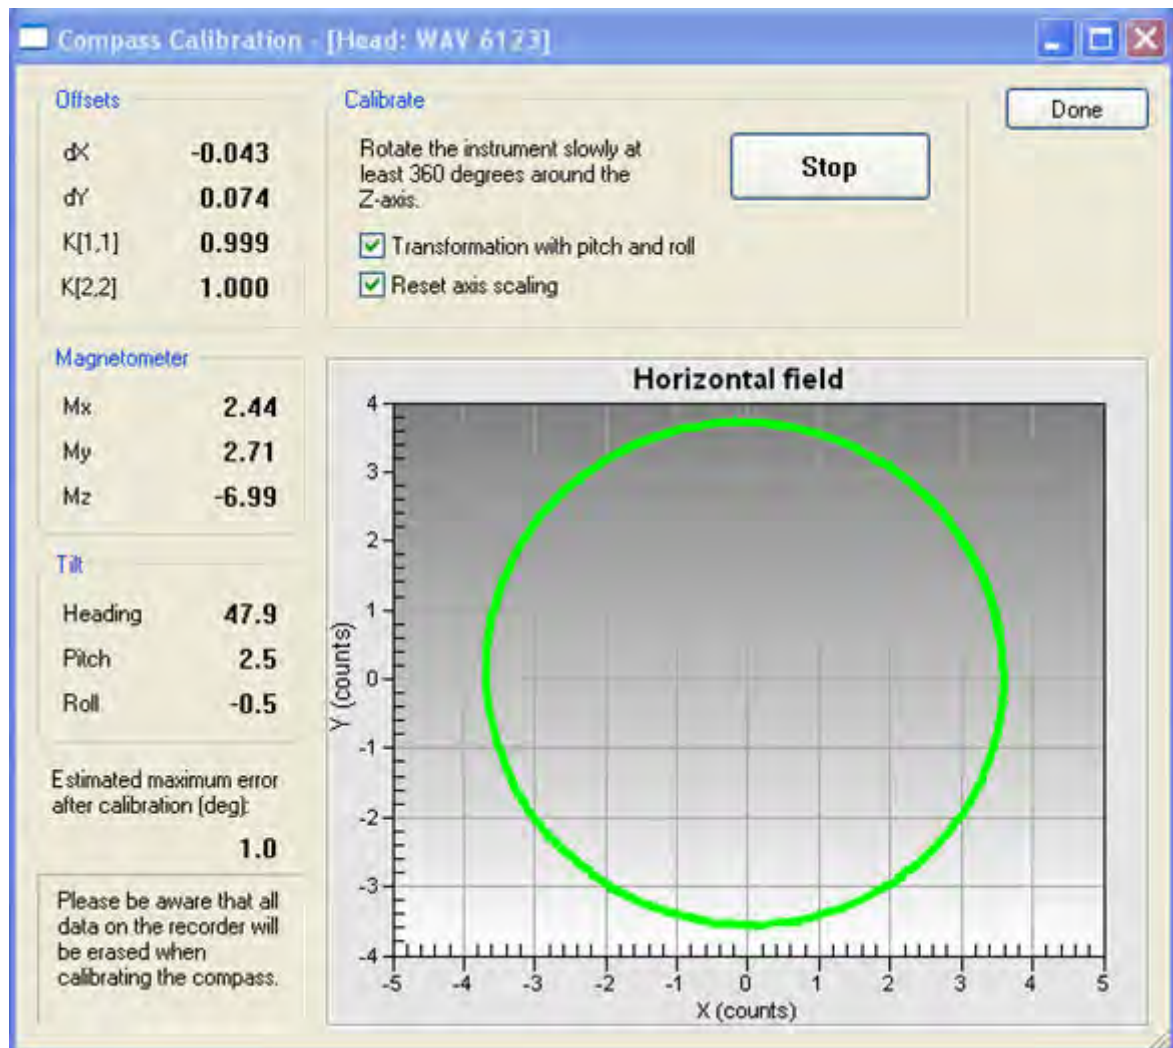 Compass Calibration - [Head: WAV 6123]
Offsets
dX -0.043
dY 0.074
K[1,1] 0.999
K[2,2] 1.000
Calibrate
Rotate the instrument slowly at
least 360 degrees around the
Z-axis.
Stop
Transformation with pitch and roll
Reset axis scaling
Done
Magnetometer
Mx 2.44
My 2.71
Mz -6.99
Tilt
Heading 47.9
Pitch 2.5
Roll -0.5
Estimated maximum error
after calibration (deg):
1.0
Please be aware that all
data on the recorder will
be erased when
calibrating the compass.
Horizontal field
4
3
2
1
0
-1
-2
-3
-4
Y (counts)
-5 -4 -3 -2 -1 0 1 2 3 4 5
X (counts)